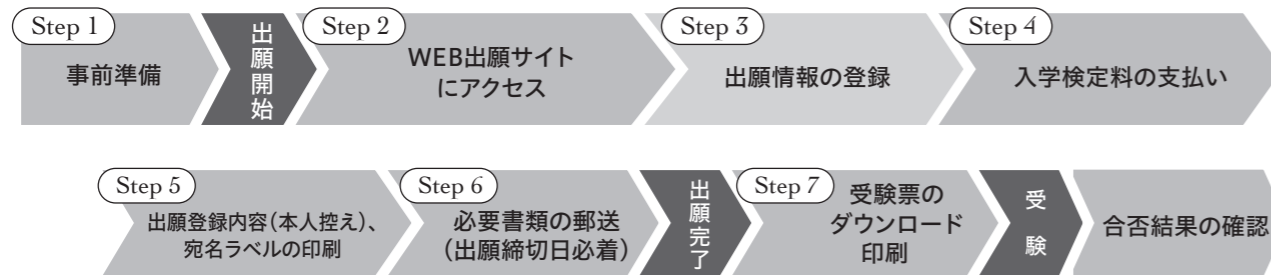 Step 1
事前準備
出願開始
Step 2
WEB出願サイト
にアクセス
Step 3
出願情報の登録
Step 4
入学検定料の支払い
Step 5
出願登録内容(本人控え)、
宛名ラベルの印刷
Step 6
必要書類の郵送
(出願締切日必着)
出願完了
Step 7
受験票の
ダウンロード
印刷
受験
合否結果の確認